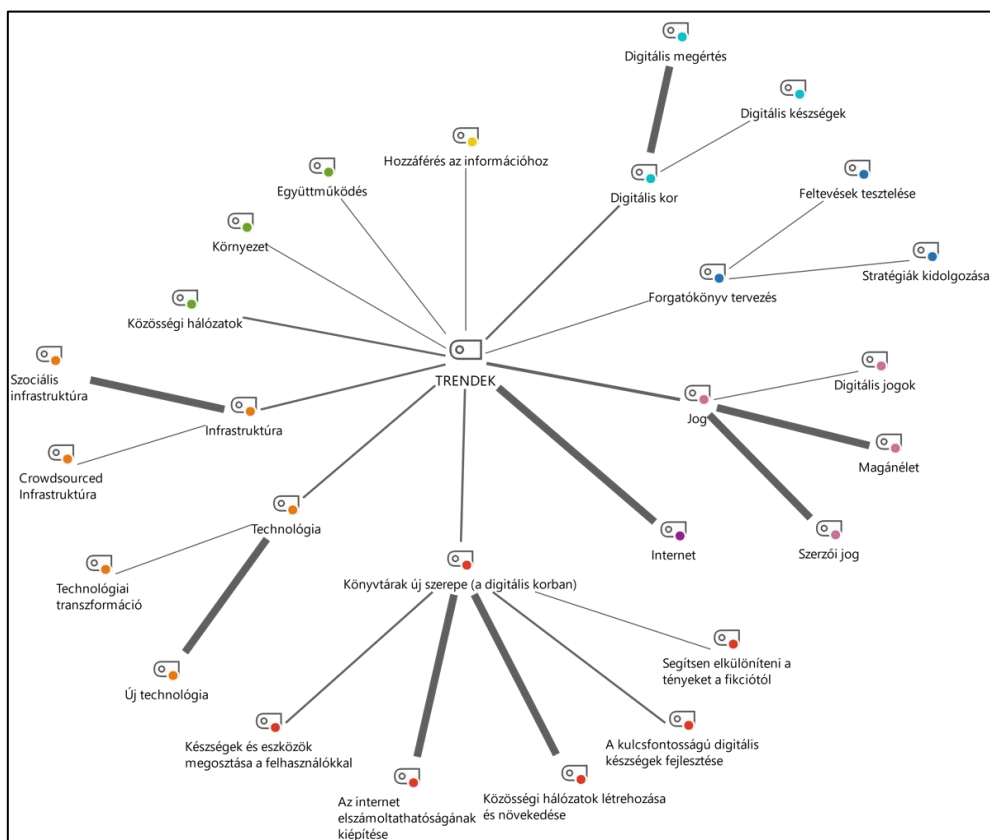 Digitális megértés
Digitális készségek
Hozzáférés az információhoz
Együttműködés
Digitális kor
Feltevések tesztelése
Környezet
Stratégiák kidolgozása
Forgatókönyv tervezés
Közösségi hálózatok
TRENDEK
Szociális
infrastruktúra
Digitális jogok
Jog
Infrastruktúra
Magánélet
Crowdsourced
Infrastruktúra
Technológia
Internet
Szerzői jog
Könyvtárak új szerepe (a digitális korban)
Technológiai
transzformáció
Segítsen elkülöníteni a
tényeket a fikciótól
Új technológia
Készségek és eszközök
megosztása a felhasználókkal
A kulcsfontosságú digitális
készségek fejlesztése
Az internet
elszámoltathatóságának
kiépítése
Közösségi hálózatok létrehozása
és növekedése